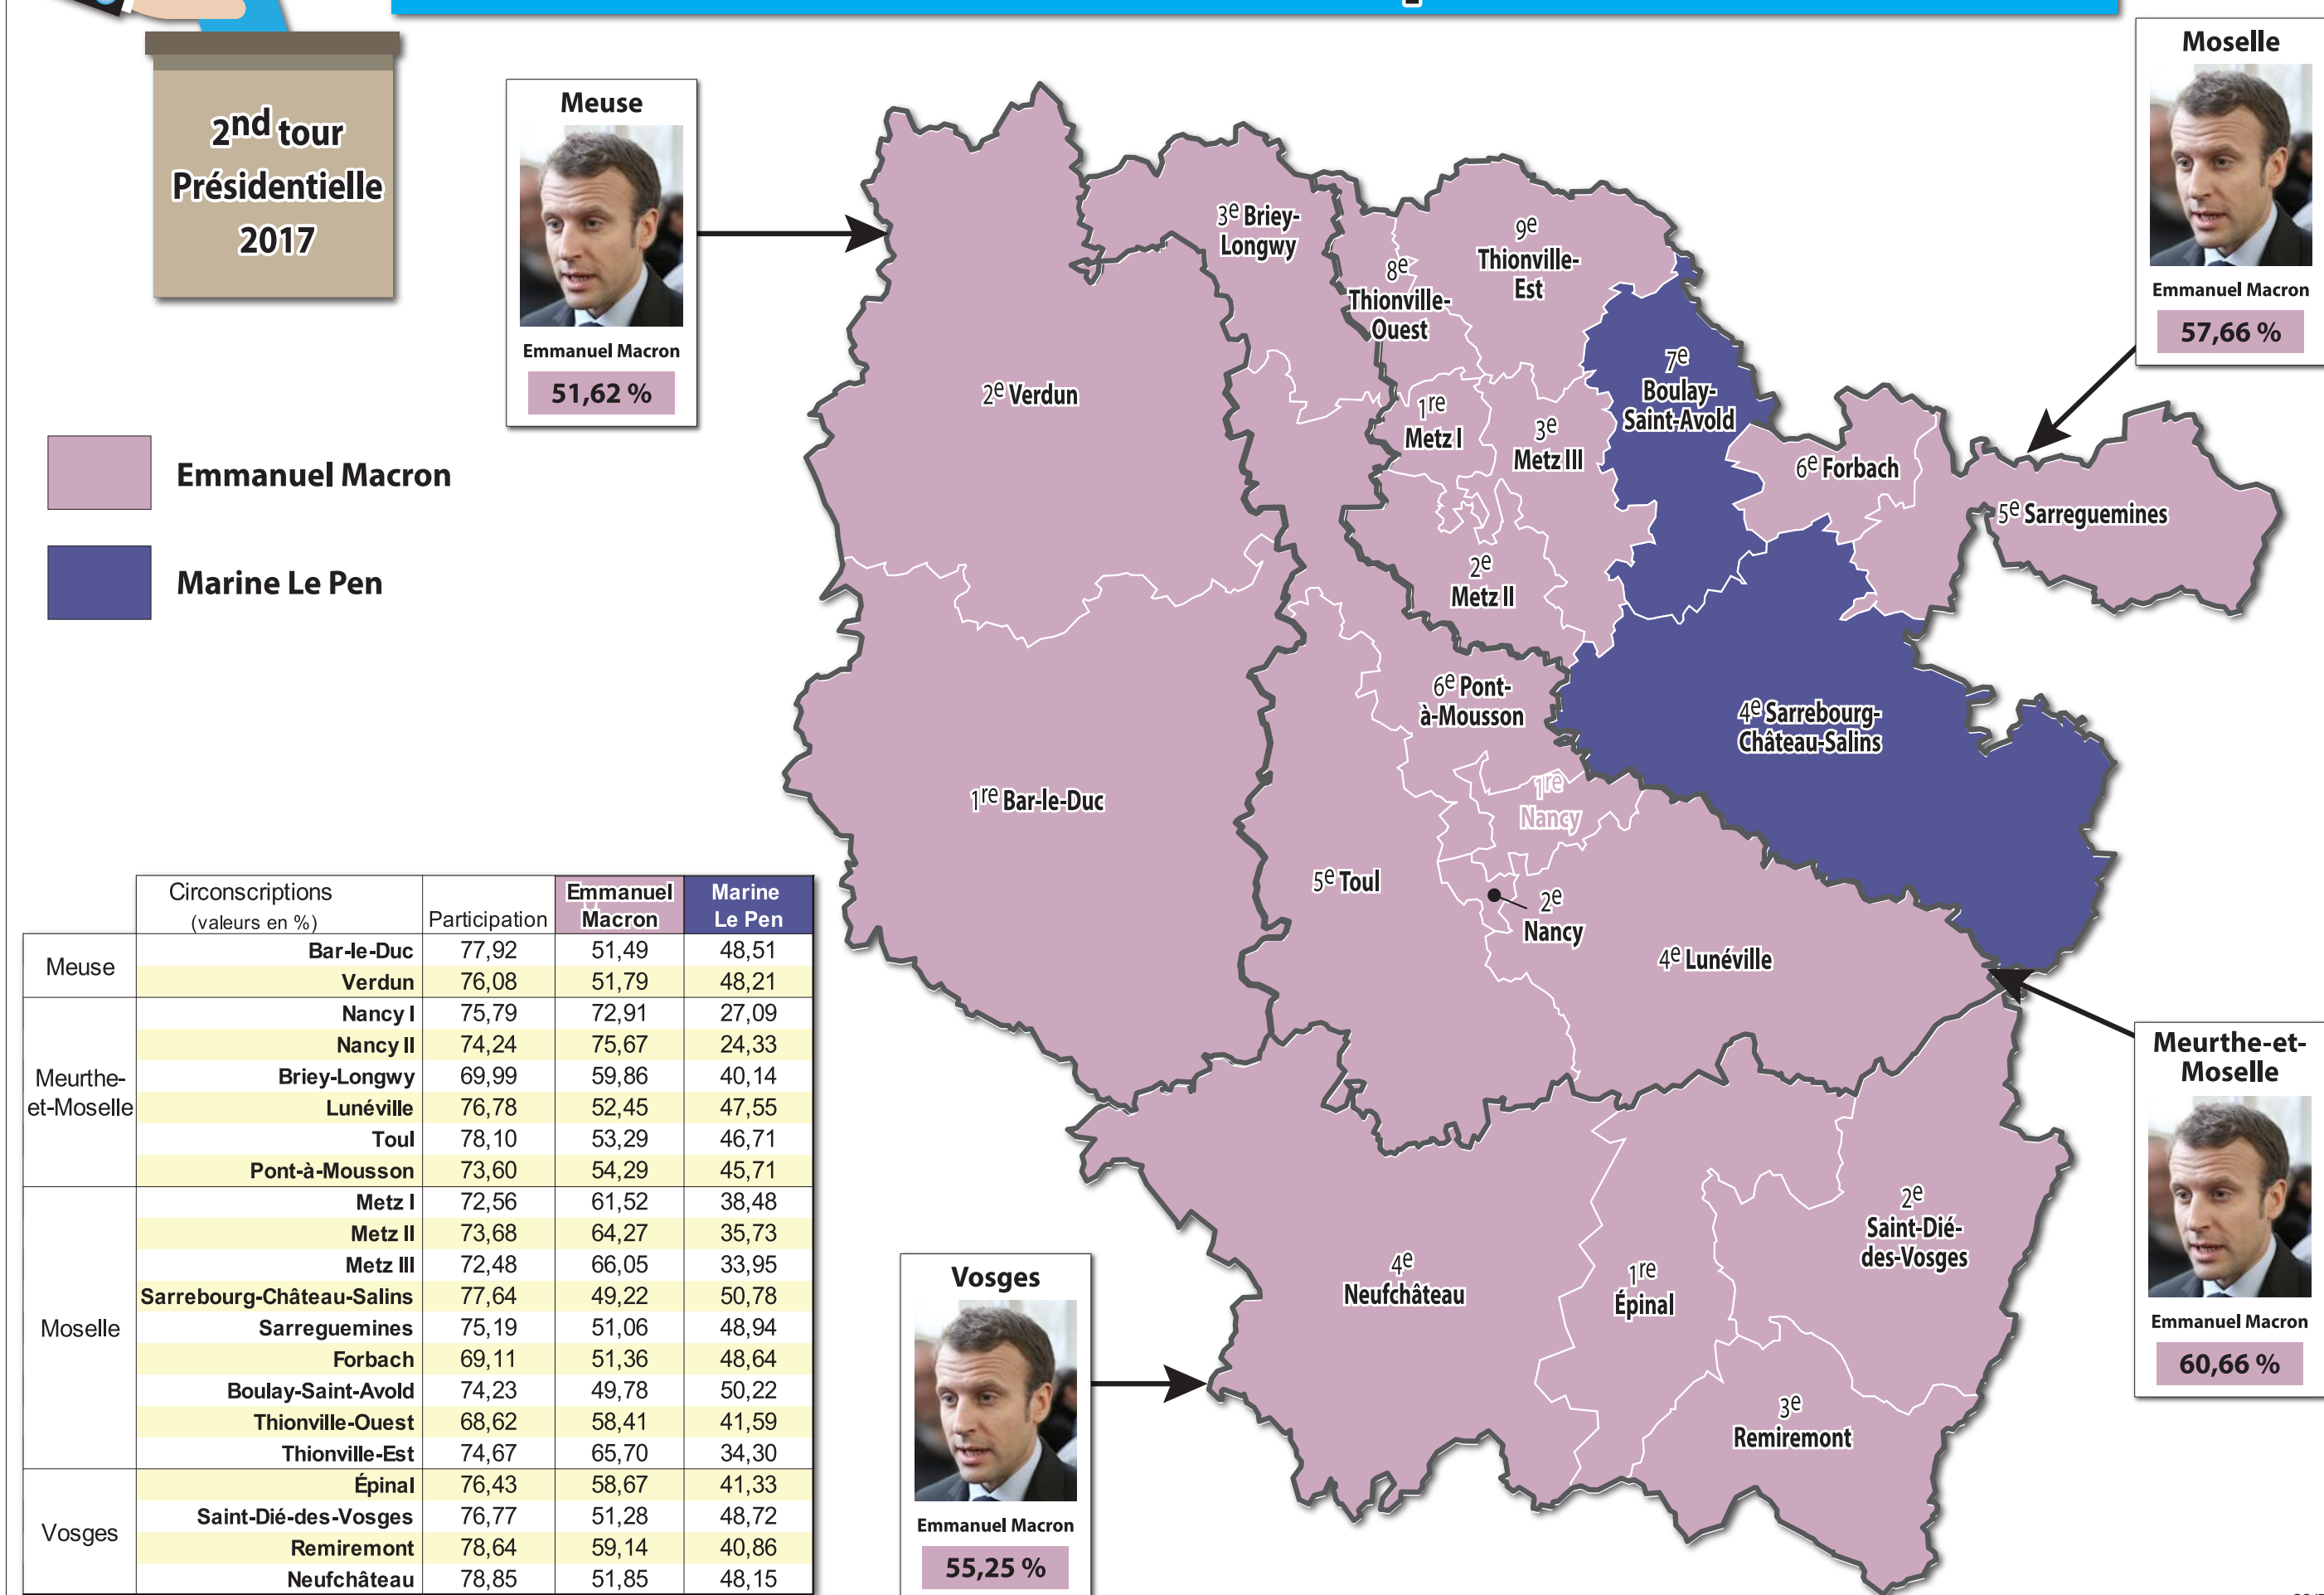 2nd tour
Présidentielle
2017
Meuse
Emmanuel Macron
51,62 %
Moselle
Emmanuel Macron
57,66 %
Emmanuel Macron
Marine Le Pen
3e Briey-
Longwy
8e
Thionville-
Ouest
9e
Thionville-
Est
2e Verdun
1re
Metz I
3e
Metz III
7e
Boulay-
Saint-Avold
6e Forbach
5e Sarreguemines
2e
Metz II
6e Pont-
à-Mousson
4e Sarrebourg-
Château-Salins
1re Bar-le-Duc
1re
Nancy
5e Toul
2e
Nancy
4e Lunéville
Meurthe-et-
Moselle
Emmanuel Macron
60,66 %
2e
Saint-Dié-
des-Vosges
4e
Neufchâteau
1re
Épinal
3e
Remiremont
Vosges
Emmanuel Macron
55,25 %
Circonscriptions
(valeurs en %) Participation Emmanuel Macron Marine Le Pen
Meuse
Bar-le-Duc 77,92 51,49 48,51
Verdun 76,08 51,79 48,21
Meurthe-
et-Moselle
Nancy I 75,79 72,91 27,09
Nancy II 74,24 75,67 24,33
Briey-Longwy 69,99 59,86 40,14
Lunéville 76,78 52,45 47,55
Toul 78,10 53,29 46,71
Pont-à-Mousson 73,60 54,29 45,71
Moselle
Metz I 72,56 61,52 38,48
Metz II 73,68 64,27 35,73
Metz III 72,48 66,05 33,95
Sarrebourg-Château-Salins 77,64 49,22 50,78
Sarreguemines 75,19 51,06 48,94
Forbach 69,11 51,36 48,64
Boulay-Saint-Avold 74,23 49,78 50,22
Thionville-Ouest 68,62 58,41 41,59
Thionville-Est 74,67 65,70 34,30
Vosges
Épinal 76,43 58,67 41,33
Saint-Dié-des-Vosges 76,77 51,28 48,72
Remiremont 78,64 59,14 40,86
Neufchâteau 78,85 51,85 48,15